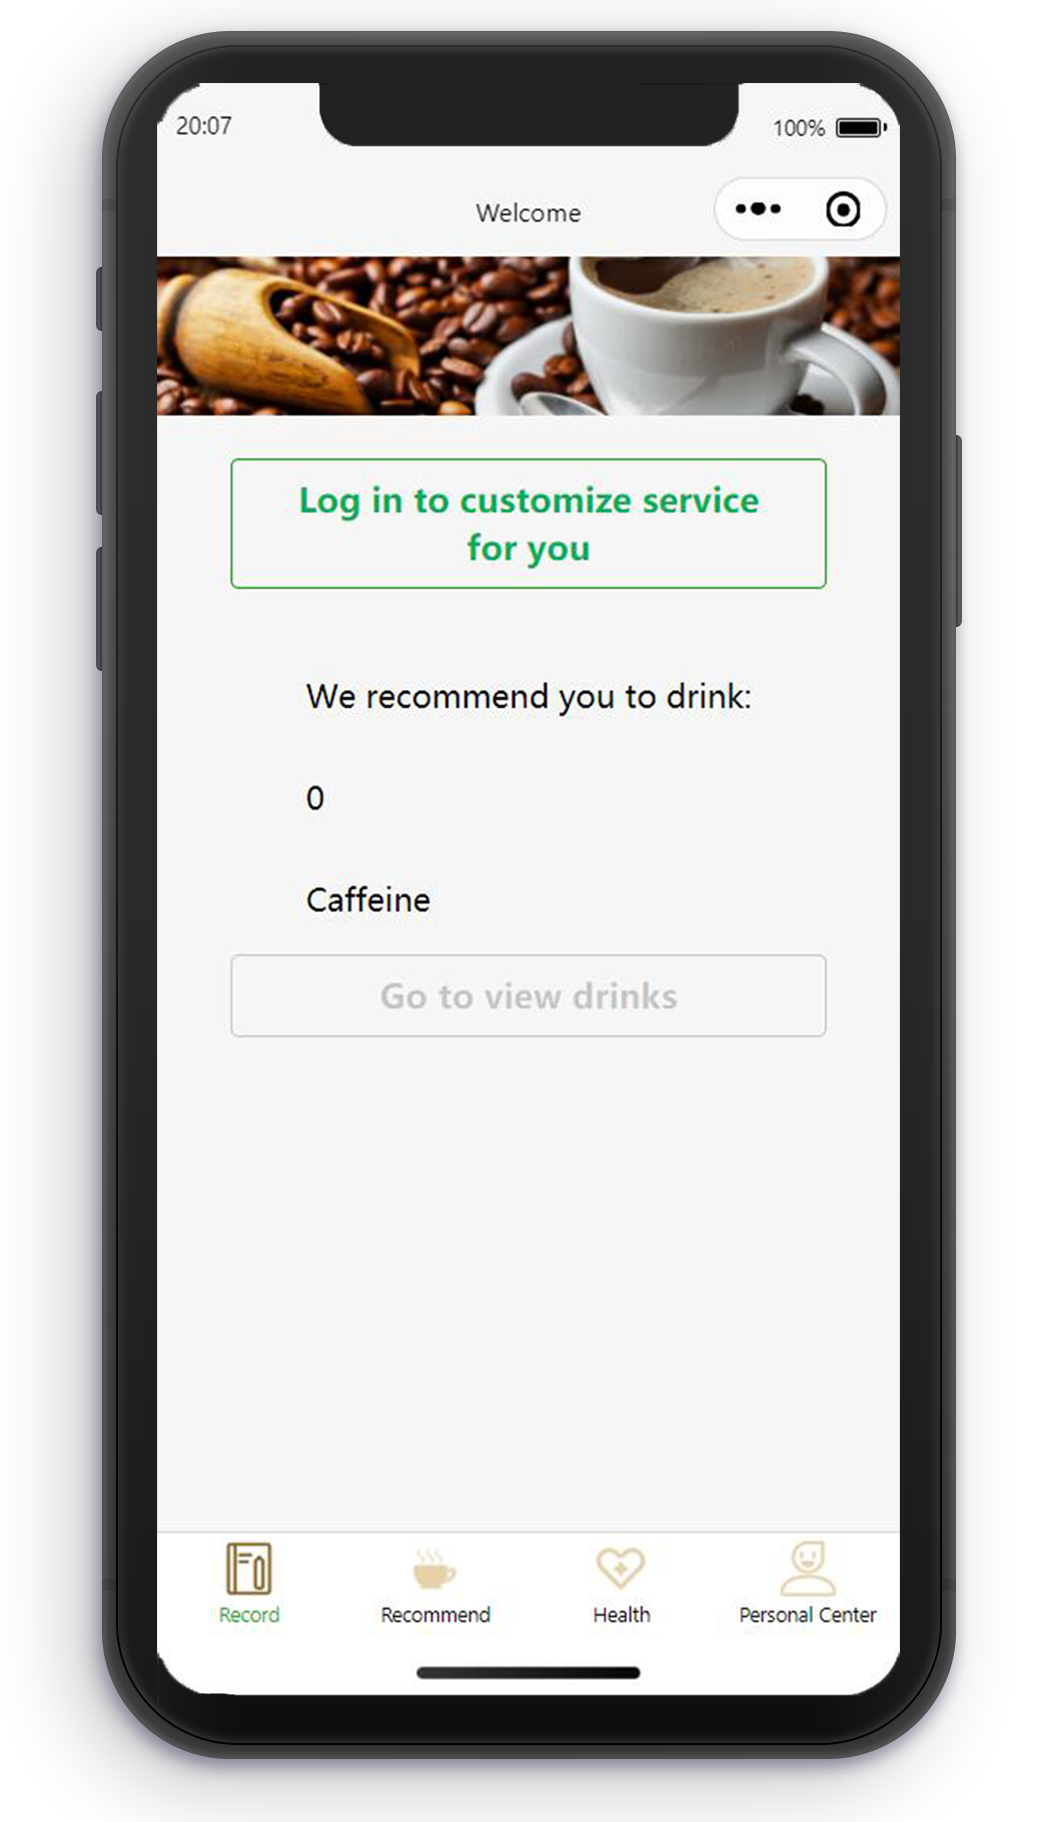 20:07
100%
Welcome
Log in to customize service
for you
We recommend you to drink:
0
Caffeine
Go to view drinks
Record
Recommend
Health
Personal Center